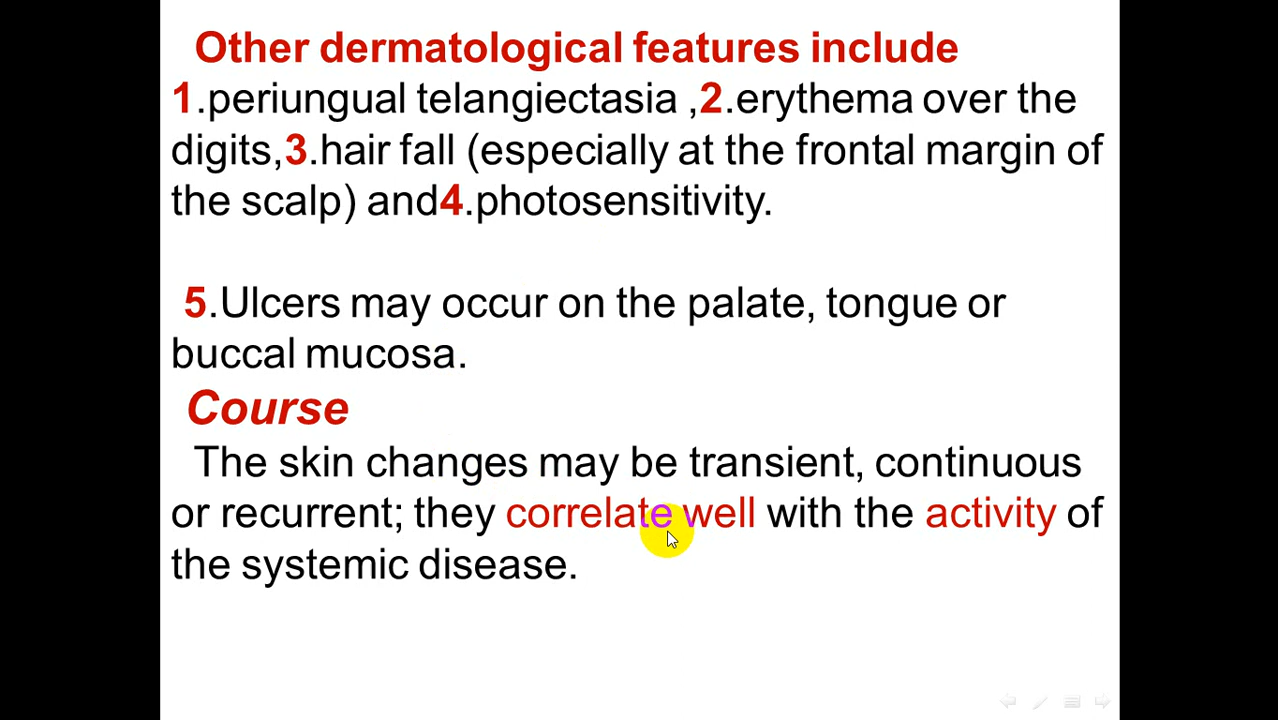 Other dermatological features include
1.periungual telangiectasia ,2.erythema over the
digits,3.hair fall (especially at the frontal margin of
the scalp) and4.photosensitivity.
5.Ulcers may occur on the palate, tongue or
buccal mucosa.
Course
The skin changes may be transient, continuous
or recurrent; they correlate well with the activity of
the systemic disease.